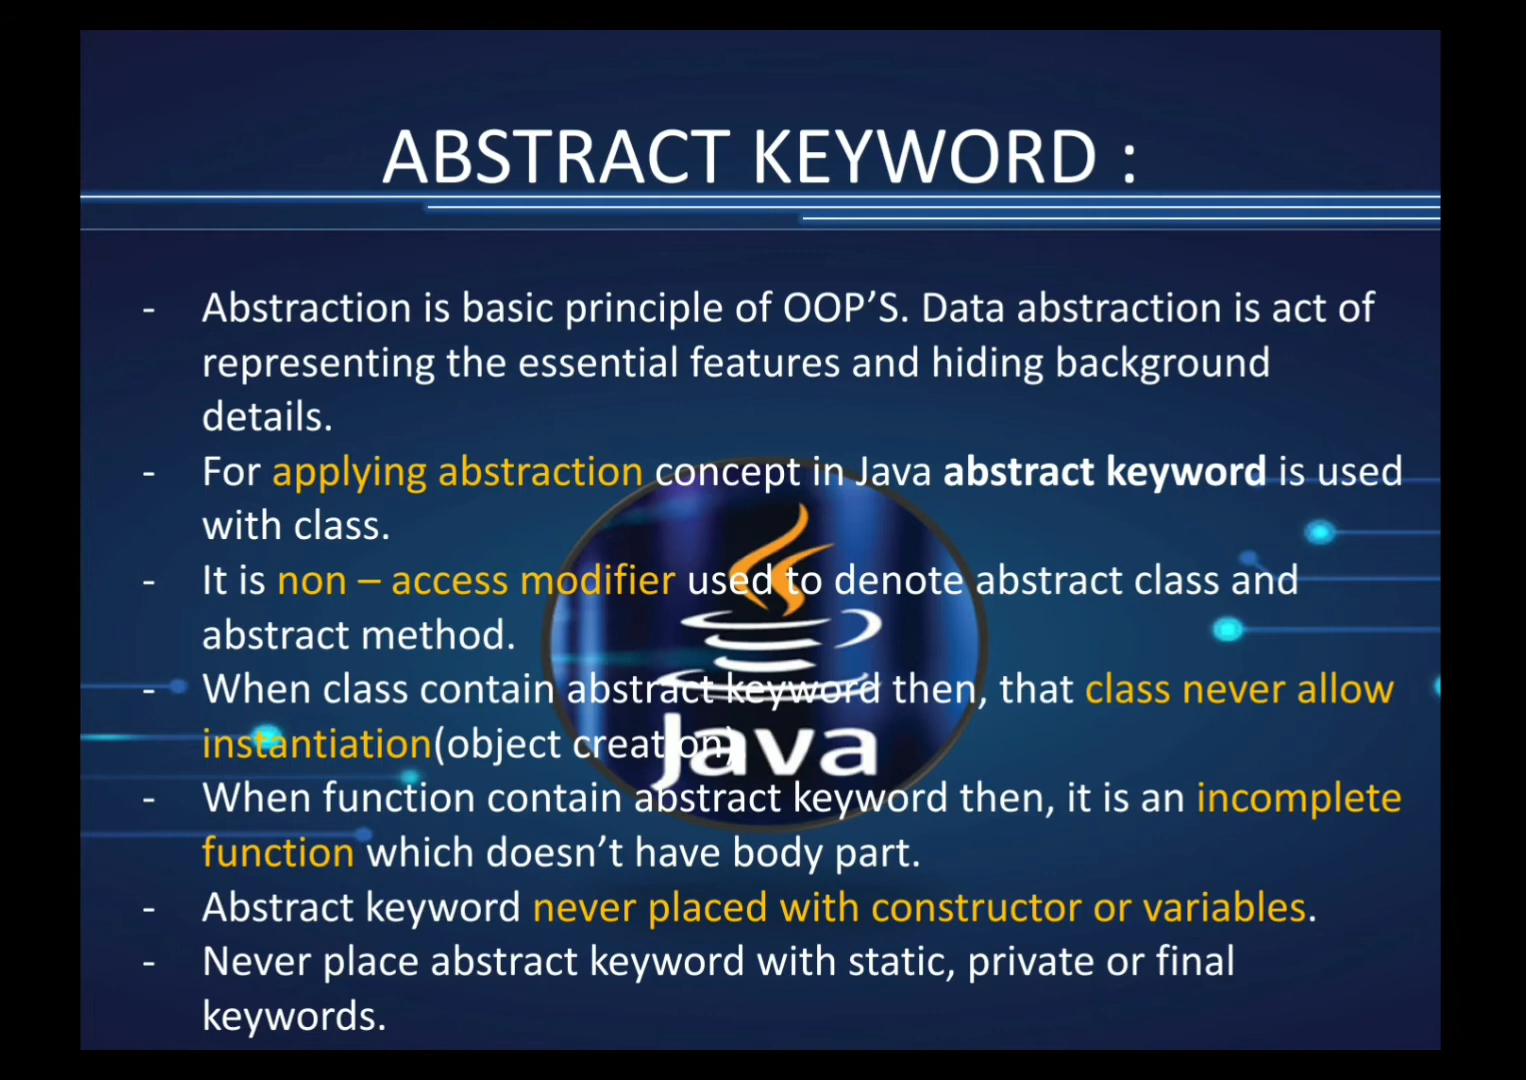 ABSTRACT KEYWORD :
- Abstraction is basic principle of OOP’S. Data abstraction is act of
representing the essential features and hiding background
details.
- For applying abstraction concept in Java abstract keyword is used
with class.
- It is non – access modifier used to denote abstract class and
abstract method.
- When class contain abstract keyword then, that class never allow
instantiation(object creation)
- When function contain abstract keyword then, it is an incomplete
function which doesn’t have body part.
- Abstract keyword never placed with constructor or variables.
- Never place abstract keyword with static, private or final
keywords.
Java